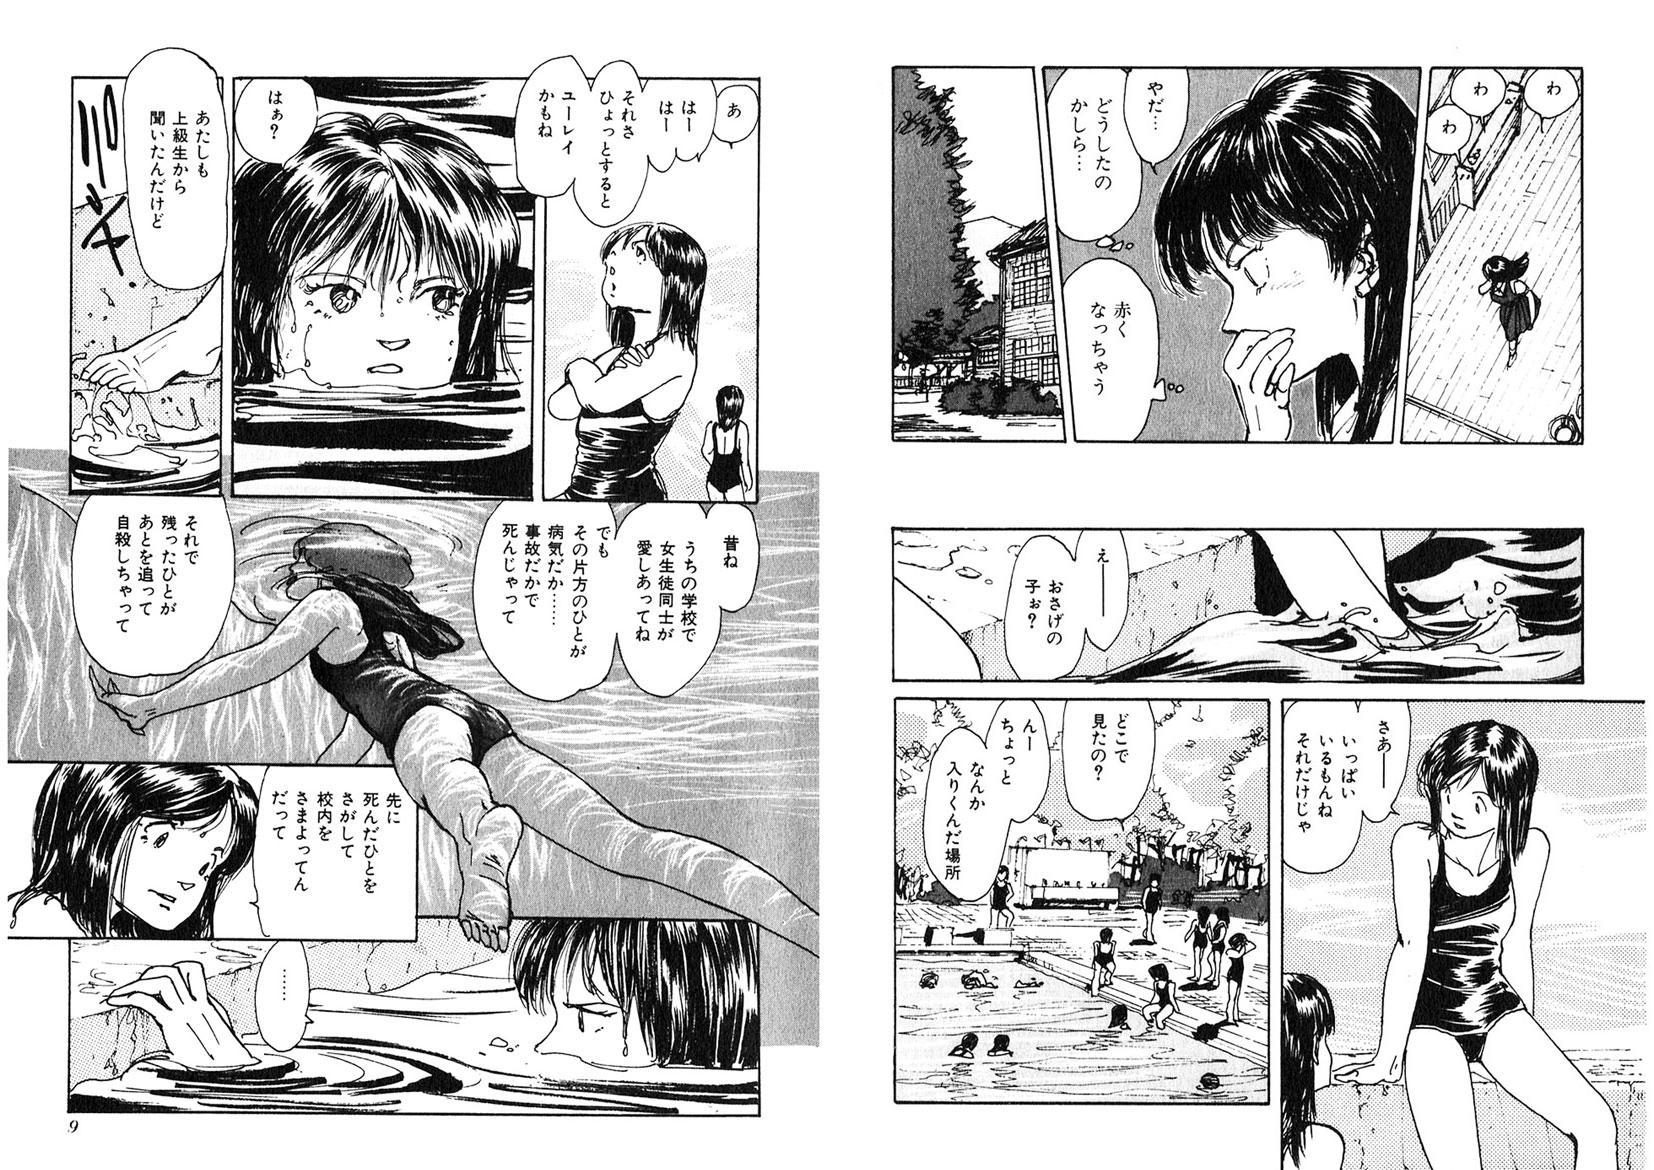 わ
わ
わ
やだ…
どうしたの
かしら…
赤く
なっちゃう
えー
おさげの
子ぉ?
さあ――
いっぱい
いるもんね
それだけじゃ
どこで
見たの?
んー
ちょっと
なんか
入りくんだ場所
あ
はー
はー
それさ
ひょっとすると
ユーレイ
かもね
はぁ?
あたしも
上級生から
聞いたんだけど
昔ね
うちの学校で
女生徒同士が
愛しあってね
でも
その片方のひとが
病気だか……
事故だかで
死んじゃって
それで
残ったひとが
あとを追って
自殺しちゃって
先に
死んだひとを
さがして
校内を
さまよってん
だって
……
9